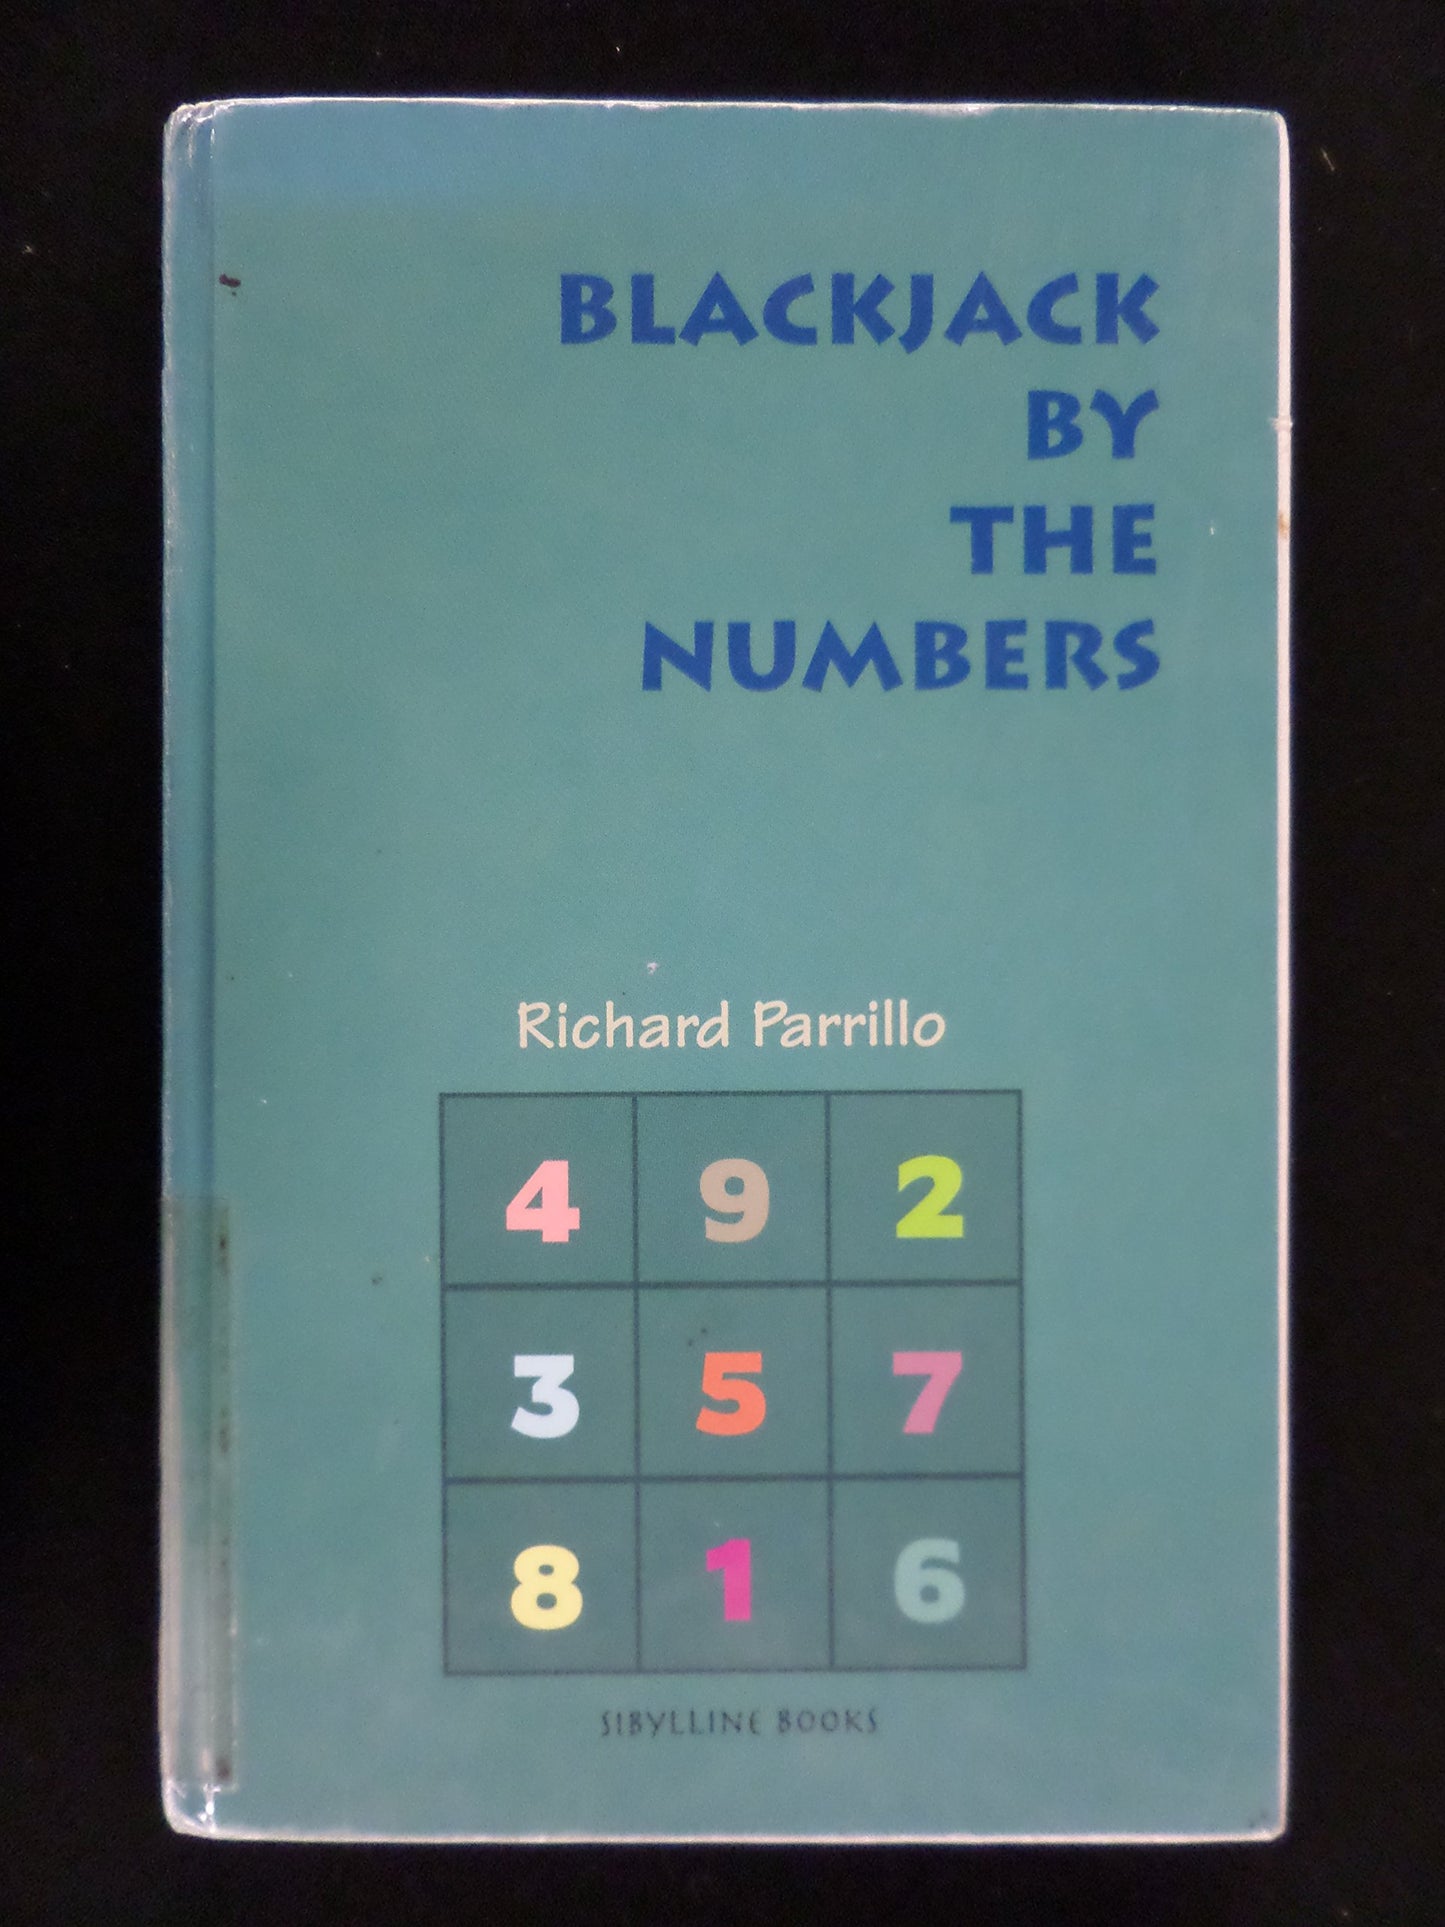 BLACKJACK
BY
THE
NUMBERS
Richard Parrillo
4 9 2
3 5 7
8 1 6
SIBYLLINE BOOKS